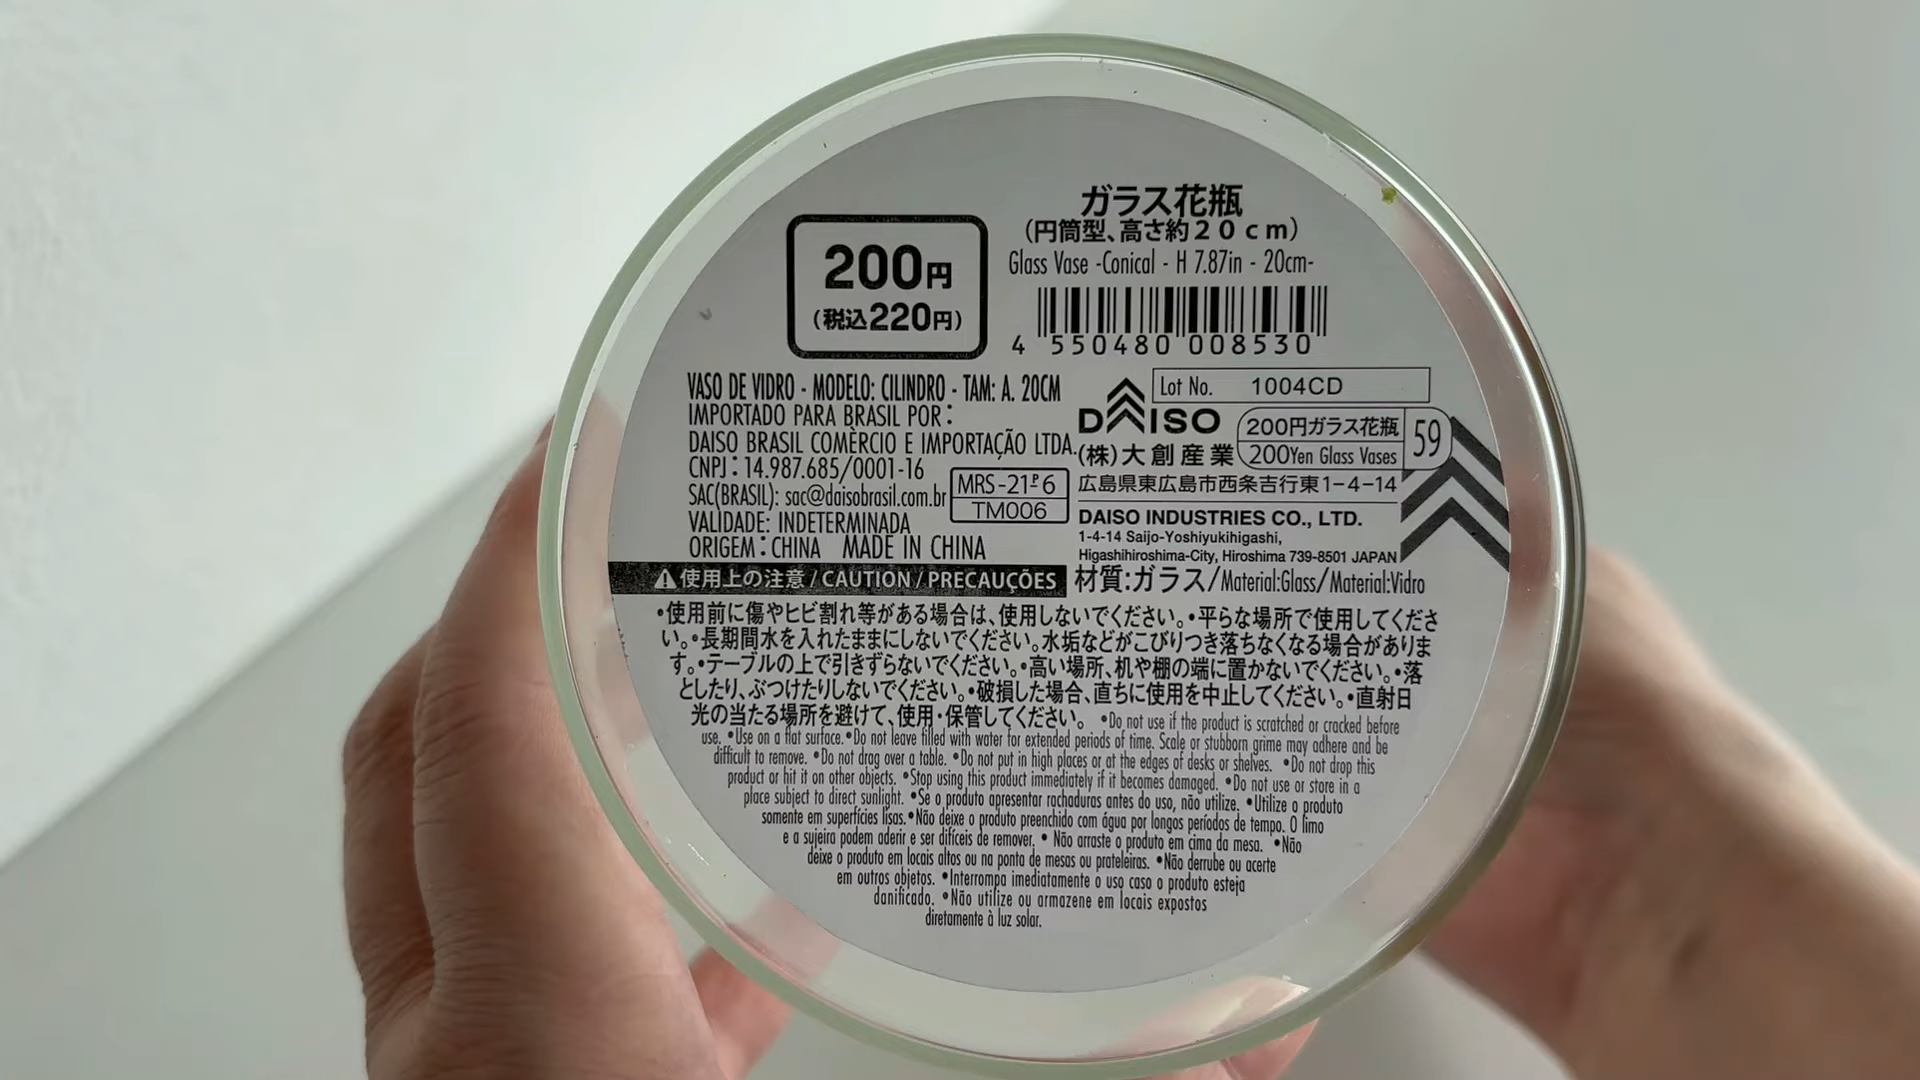 ガラス花瓶
(円筒型、高さ約20cm)
Glass Vase -Conical - H 7.87in - 20cm-
200円
(税込220円)
4 550480 008530
VASO DE VIDRO - MODELO: CILINDRO - TAM: A. 20CM
IMPORTADO PARA BRASIL POR:
DAISO BRASIL COMÈRCIO E IMPORTAÇÃO LTDA.
CNPJ: 14.987.685/0001-16
SAC(BRASIL): sac@daisobrasil.com.br
VALIDADE: INDETERMINADA
ORIGEM: CHINA MADE IN CHINA
MRS-21P6
TM006
Lot No. 1004CD
DAISO
200円ガラス花瓶
200Yen Glass Vases
59
(株)大創産業
広島県東広島市西条吉行東1-4-14
DAISO INDUSTRIES CO., LTD.
1-4-14 Saijo-Yoshiyukihigashi,
Higashihiroshima-City, Hiroshima 739-8501 JAPAN
材質:ガラス/Material:Glass/Material:Vidro
⚠使用上の注意/CAUTION/PRECAUÇÕES
•使用前に傷やヒビ割れ等がある場合は、使用しないでください。•平らな場所で使用してくださ
い。•長期間水を入れたままにしないでください。水垢などがこびりつき落ちなくなる場合がありま
す。•テーブルの上で引きずらないでください。•高い場所、机や棚の端に置かないでください。•落
としたり、ぶつけたりしないでください。•破損した場合、直ちに使用を中止してください。•直射日
光の当たる場所を避けて、使用・保管してください。 •Do not use if the product is scratched or cracked before
use. •Use on a flat surface. •Do not leave filled with water for extended periods of time. Scale or stubborn grime may adhere and be
difficult to remove. •Do not drag over a table. •Do not put in high places or at the edges of desks or shelves. •Do not drop this
product or hit it on other objects. •Stop using this product immediately if it becomes damaged. •Do not use or store in a
place subject to direct sunlight. •Se o produto apresentar rachaduras antes do uso, não utilize. •Utilize o produto
somente em superfícies lisas. •Não deixe o produto preenchido com água por longos períodos de tempo. O limo
e a sujeira podem aderir e ser difíceis de remover. • Não arraste o produto em cima da mesa. •Não
deixe o produto em locais altos ou na ponta de mesas ou prateleiras. •Não derrube ou acerte
em outros objetos. •Interrompa imediatamente o uso caso o produto esteja
danificado. •Não utilize ou armazene em locais expostos
diretamente à luz solar.